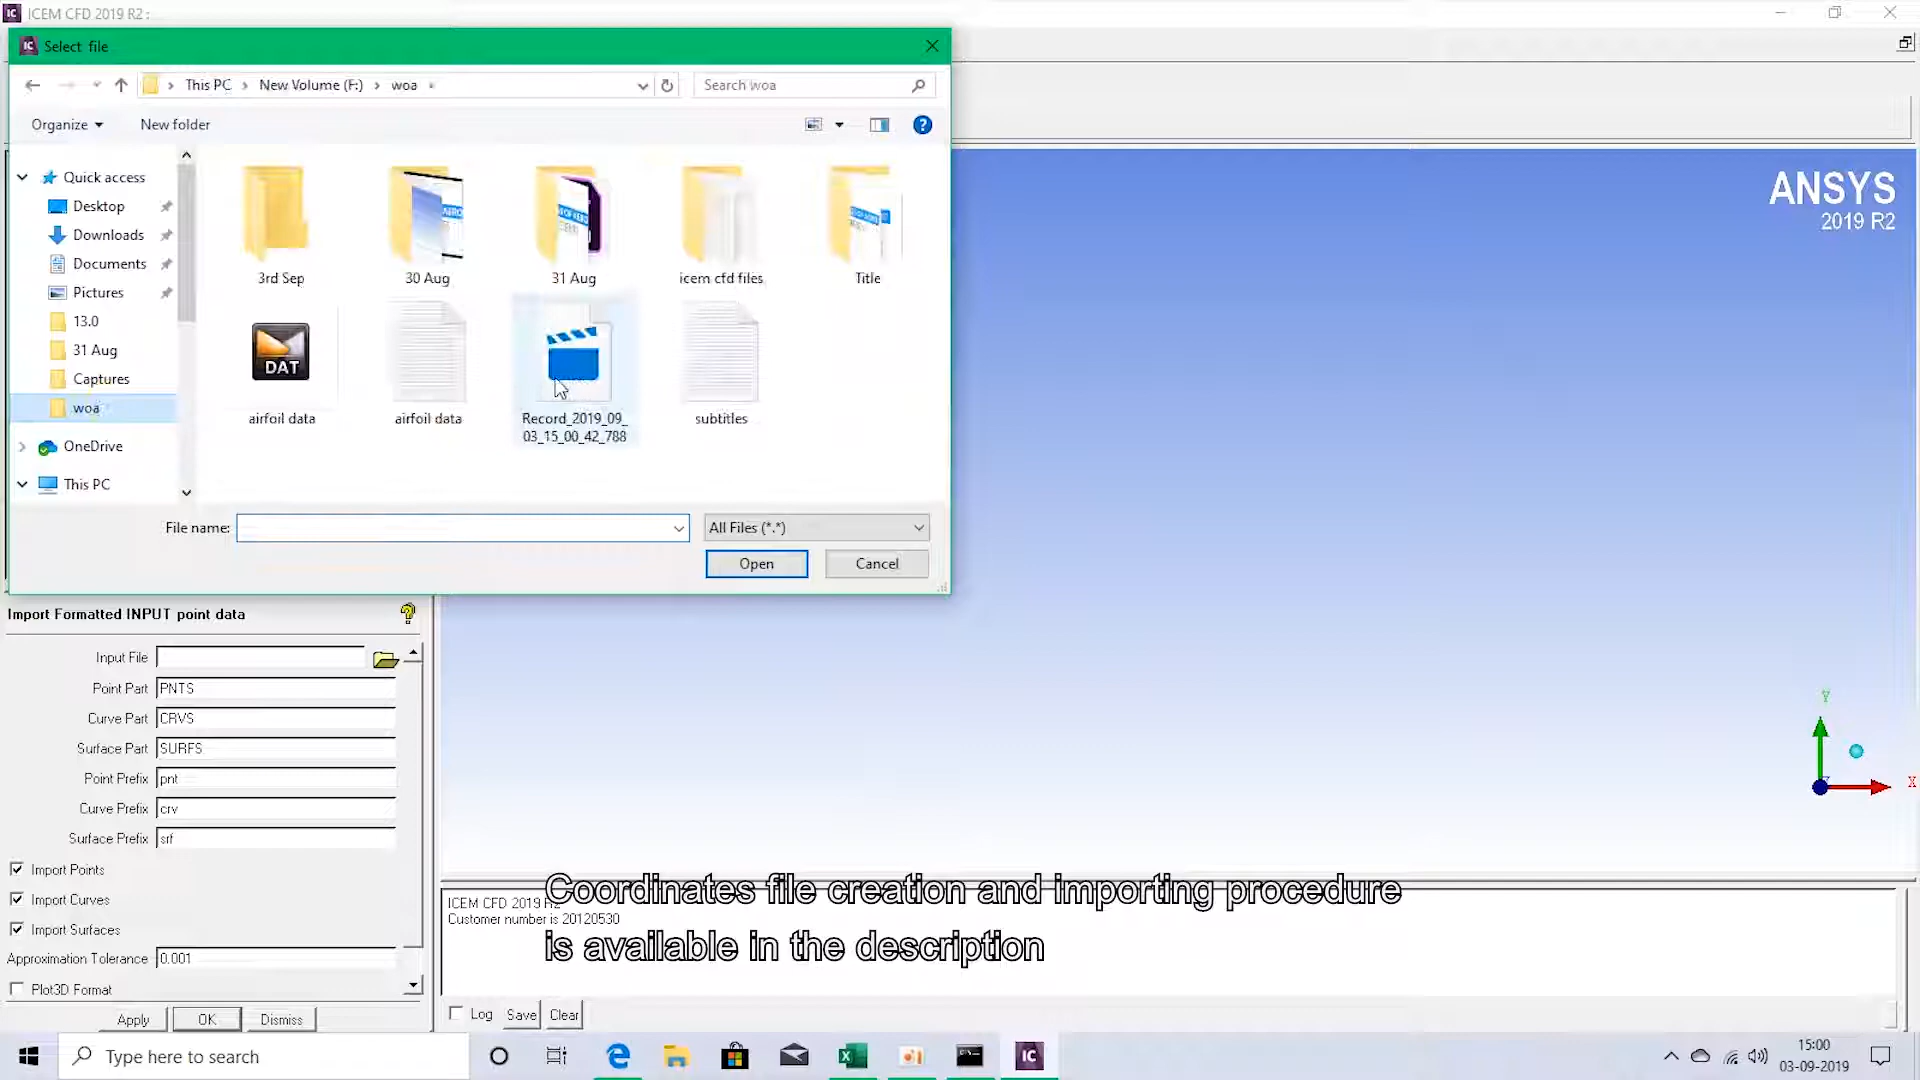 ICEM CFD 2019 R2 :
Select file
This PC
New Volume (F:)
woa
Search woa
Organize
New folder
Quick access
Desktop
Downloads
Documents
Pictures
13.0
31 Aug
Captures
woa
OneDrive
This PC
3rd Sep
30 Aug
31 Aug
icem cfd files
Title
DAT
airfoil data
airfoil data
Record_2019_09_
03_15_00_42_788
subtitles
File name:
All Files (*.*)
Open
Cancel
ANSYS
2019 R2
Import Formatted INPUT point data
Input File
Point Part PNTS
Curve Part CRVS
Surface Part SURFS
Point Prefix pnt
Curve Prefix crv
Surface Prefix srf
Import Points
Import Curves
Import Surfaces
Approximation Tolerance 0.001
Plot3D Format
Apply
OK
Dismiss
Y
X
ICEM CFD 2019 R2
Customer number is 20120530
Coordinates file creation and importing procedure
is available in the description
Log
Save
Clear
Type here to search
IC
15:00
03-09-2019